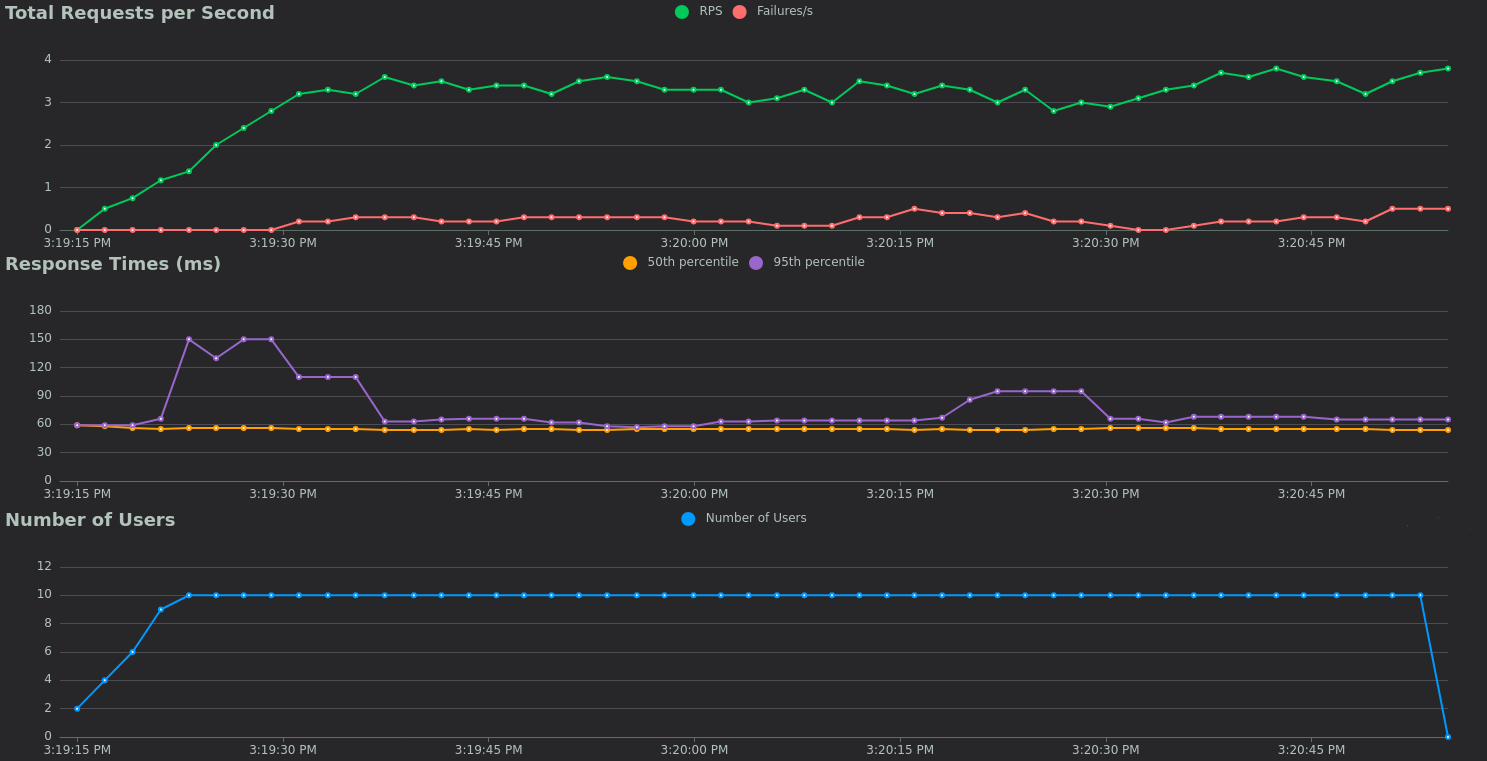 Total Requests per Second
RPS Failures/s
4
3
2
1
0
3:19:15 PM 3:19:30 PM 3:19:45 PM 3:20:00 PM 3:20:15 PM 3:20:30 PM 3:20:45 PM
Response Times (ms)
50th percentile 95th percentile
180
150
120
90
60
30
0
3:19:15 PM 3:19:30 PM 3:19:45 PM 3:20:00 PM 3:20:15 PM 3:20:30 PM 3:20:45 PM
Number of Users
Number of Users
12
10
8
6
4
2
0
3:19:15 PM 3:19:30 PM 3:19:45 PM 3:20:00 PM 3:20:15 PM 3:20:30 PM 3:20:45 PM